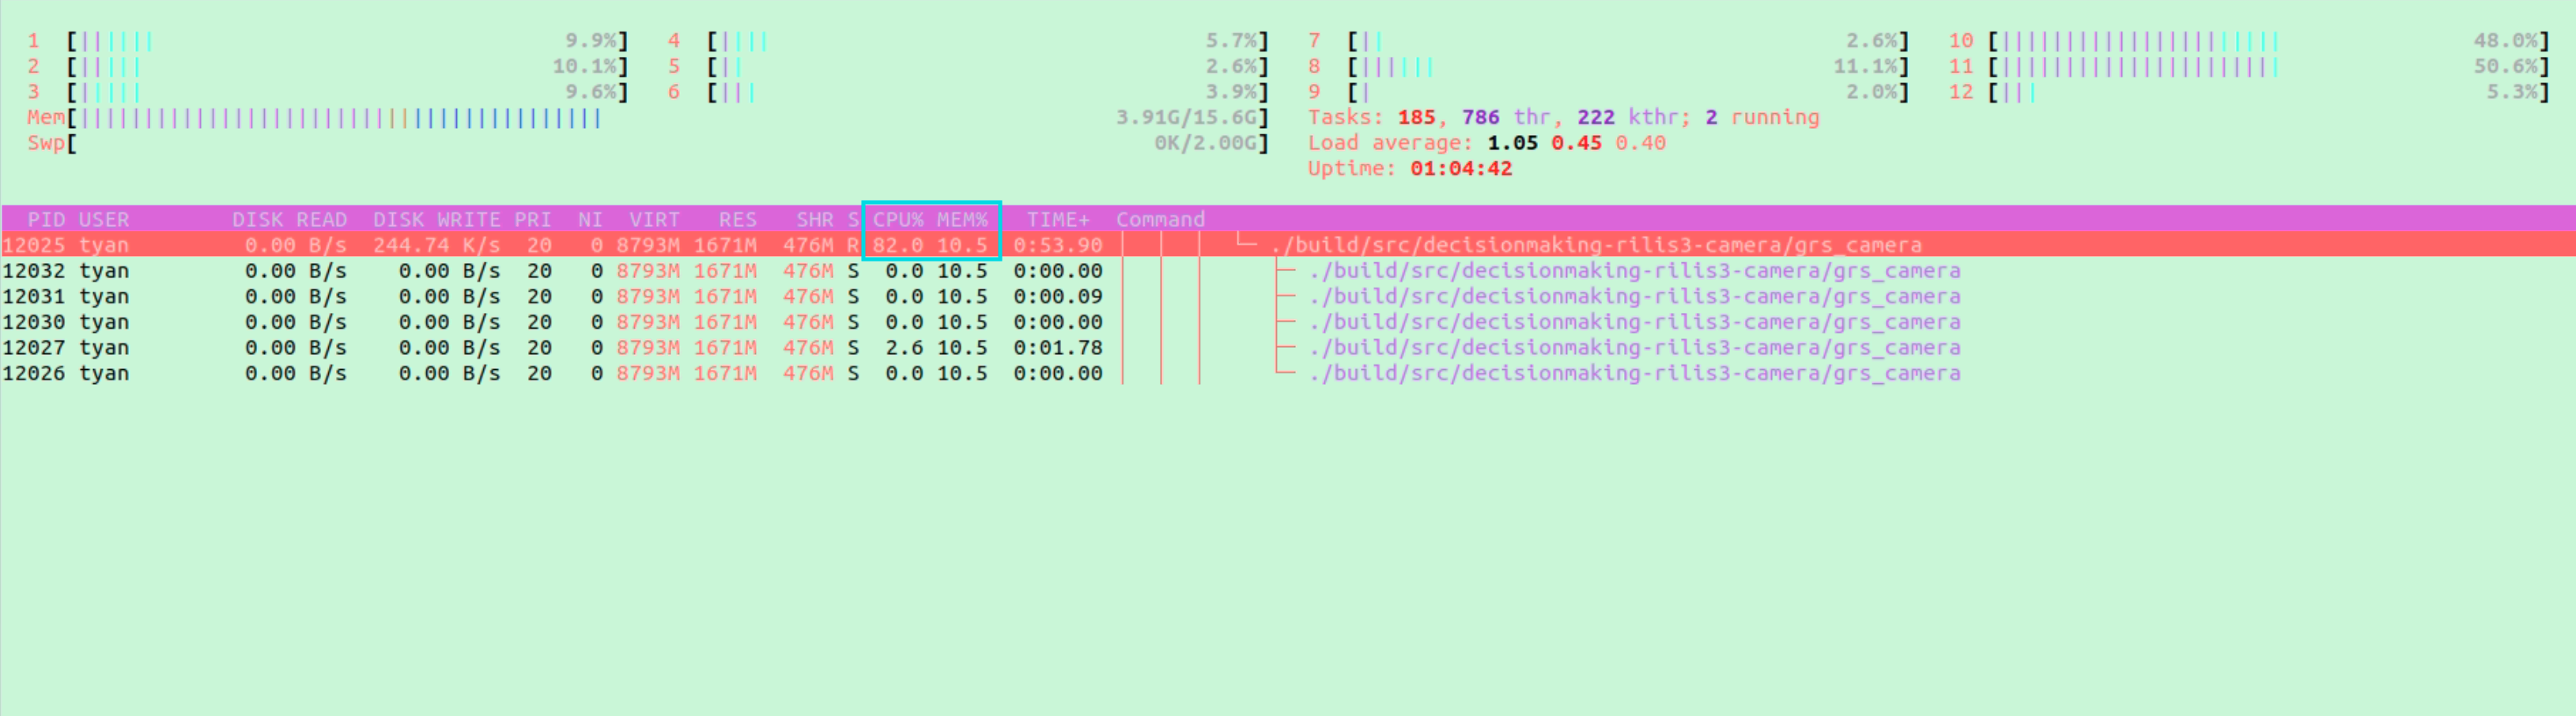 1 [||||||| 9.9%] 4 [|||| 5.7%] 7 [|| 2.6%] 10 [|||||||||||||||||||||| 48.0%]
2 [||||| 10.1%] 5 [|| 2.6%] 8 [|||||| 11.1%] 11 [|||||||||||||||||||||| 50.6%]
3 [||||| 9.6%] 6 [||| 3.9%] 9 [| 2.0%] 12 [||| 5.3%]
Mem[||||||||||||||||||||||||||||||||||||||||| 3.91G/15.6G] Tasks: 185, 786 thr, 222 kthr; 2 running
Swp[ 0K/2.00G] Load average: 1.05 0.45 0.40
Uptime: 01:04:42
PID USER DISK READ DISK WRITE PRI NI VIRT RES SHR S CPU% MEM% TIME+ Command
12025 tyan 0.00 B/s 244.74 K/s 20 0 8793M 1671M 476M R 82.0 10.5 0:53.90 ./build/src/decisionmaking-rilis3-camera/grs_camera
12032 tyan 0.00 B/s 0.00 B/s 20 0 8793M 1671M 476M S 0.0 10.5 0:00.00 ./build/src/decisionmaking-rilis3-camera/grs_camera
12031 tyan 0.00 B/s 0.00 B/s 20 0 8793M 1671M 476M S 0.0 10.5 0:00.09 ./build/src/decisionmaking-rilis3-camera/grs_camera
12030 tyan 0.00 B/s 0.00 B/s 20 0 8793M 1671M 476M S 0.0 10.5 0:00.00 ./build/src/decisionmaking-rilis3-camera/grs_camera
12027 tyan 0.00 B/s 0.00 B/s 20 0 8793M 1671M 476M S 2.6 10.5 0:01.78 ./build/src/decisionmaking-rilis3-camera/grs_camera
12026 tyan 0.00 B/s 0.00 B/s 20 0 8793M 1671M 476M S 0.0 10.5 0:00.00 ./build/src/decisionmaking-rilis3-camera/grs_camera